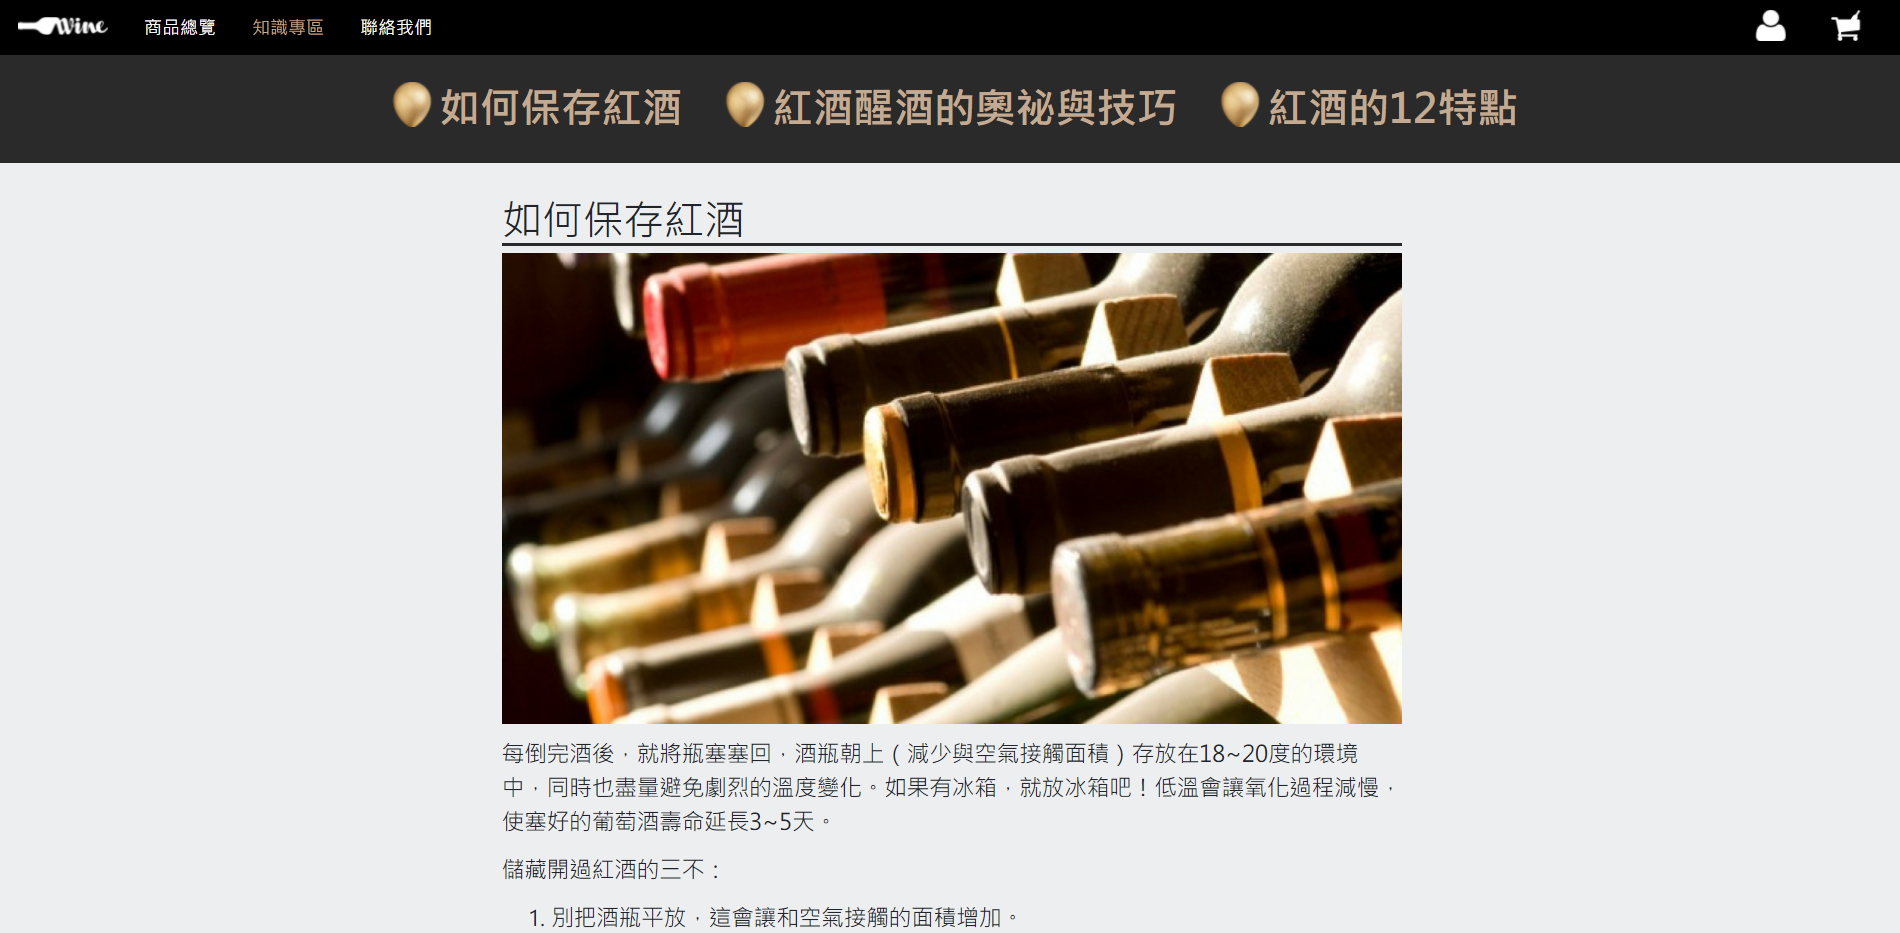 Wine 商品總覽 知識專區 聯絡我們
如何保存紅酒 紅酒醒酒的奧祕與技巧 紅酒的12特點
如何保存紅酒
每倒完酒後，就將瓶塞塞回，酒瓶朝上（減少與空氣接觸面積）存放在18~20度的環境
中，同時也盡量避免劇烈的溫度變化。如果有冰箱，就放冰箱吧！低溫會讓氧化過程減慢，
使塞好的葡萄酒壽命延長3~5天。
儲藏開過紅酒的三不：
1. 別把酒瓶平放，這會讓和空氣接觸的面積增加。